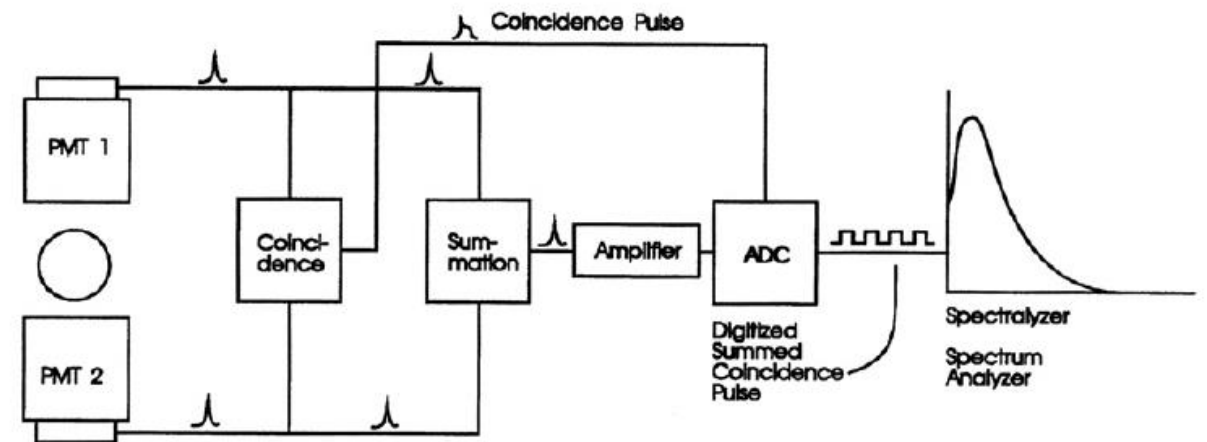 Coincidence Pulse
PMT 1
Coinci-
dence
Sum-
mation
Amplifier
ADC
PMT 2
Digitized
Summed
Coincidence
Pulse
Spectralyzer
Spectrum
Analyzer